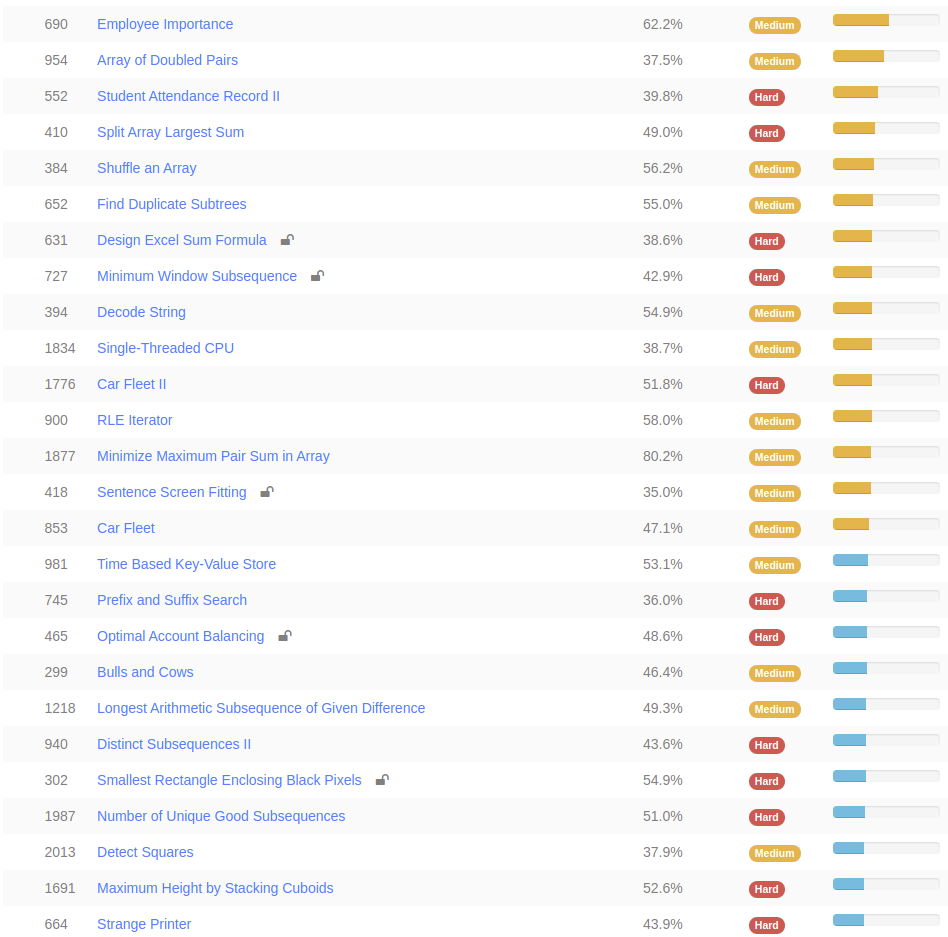 690 Employee Importance 62.2% Medium
954 Array of Doubled Pairs 37.5% Medium
552 Student Attendance Record II 39.8% Hard
410 Split Array Largest Sum 49.0% Hard
384 Shuffle an Array 56.2% Medium
652 Find Duplicate Subtrees 55.0% Medium
631 Design Excel Sum Formula 38.6% Hard
727 Minimum Window Subsequence 42.9% Hard
394 Decode String 54.9% Medium
1834 Single-Threaded CPU 38.7% Medium
1776 Car Fleet II 51.8% Hard
900 RLE Iterator 58.0% Medium
1877 Minimize Maximum Pair Sum in Array 80.2% Medium
418 Sentence Screen Fitting 35.0% Medium
853 Car Fleet 47.1% Medium
981 Time Based Key-Value Store 53.1% Medium
745 Prefix and Suffix Search 36.0% Hard
465 Optimal Account Balancing 48.6% Hard
299 Bulls and Cows 46.4% Medium
1218 Longest Arithmetic Subsequence of Given Difference 49.3% Medium
940 Distinct Subsequences II 43.6% Hard
302 Smallest Rectangle Enclosing Black Pixels 54.9% Hard
1987 Number of Unique Good Subsequences 51.0% Hard
2013 Detect Squares 37.9% Medium
1691 Maximum Height by Stacking Cuboids 52.6% Hard
664 Strange Printer 43.9% Hard